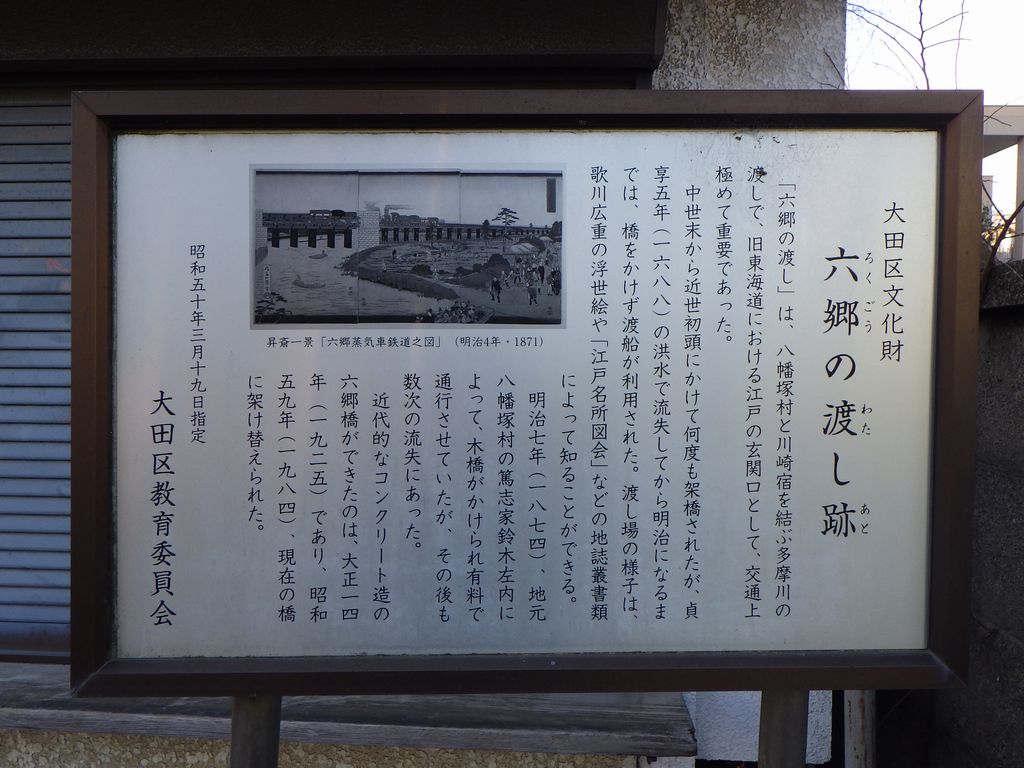 大田区文化財
六郷の渡し跡
ろくごう わた あと
「六郷の渡し」は、八幡塚村と川崎宿を結ぶ多摩川の
渡しで、旧東海道における江戸の玄関口として、交通上
極めて重要であった。
中世末から近世初頭にかけて何度も架橋されたが、貞
享五年(一六八八)の洪水で流失してから明治になるま
では、橋をかけず渡船が利用された。渡し場の様子は、
歌川広重の浮世絵や「江戸名所図会」などの地誌叢書類
によって知ることができる。
明治七年(一八七四)、地元
八幡塚村の篤志家鈴木左内に
よって、木橋がかけられ有料で
通行させていたが、その後も
数次の流失にあった。
近代的なコンクリート造の
六郷橋ができたのは、大正一四
年(一九二五)であり、昭和
五九年(一九八四)、現在の橋
に架け替えられた。
昇斎一景「六郷蒸気車鉄道之図」(明治4年・1871)
昭和五十年三月十九日指定
大田区教育委員会